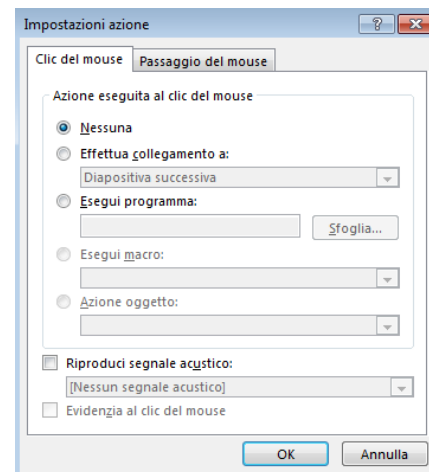 Impostazioni azione
Clic del mouse Passaggio del mouse
Azione eseguita al clic del mouse
Nessuna
Effettua collegamento a:
Diapositiva successiva
Esegui programma:
Sfoglia...
Esegui macro:
Azione oggetto:
Riproduci segnale acustico:
[Nessun segnale acustico]
Evidenzia al clic del mouse
OK Annulla